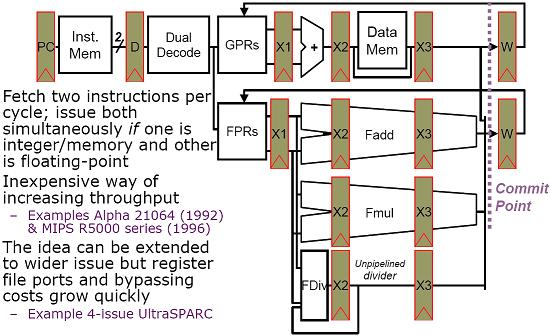 PC
Inst.
Mem
2
D
Dual
Decode
GPRs
X1
+
X2
Data
Mem
X3
W
Fetch two instructions per
cycle; issue both
simultaneously if one is
integer/memory and other
is floating-point
Inexpensive way of
increasing throughput
– Examples Alpha 21064 (1992)
& MIPS R5000 series (1996)
The idea can be extended
to wider issue but register
file ports and bypassing
costs grow quickly
– Example 4-issue UltraSPARC
FPRs
X1
X2
Fadd
X3
W
Commit
Point
X2
Fmul
X3
FDiv
X2
Unpipelined
divider
X3